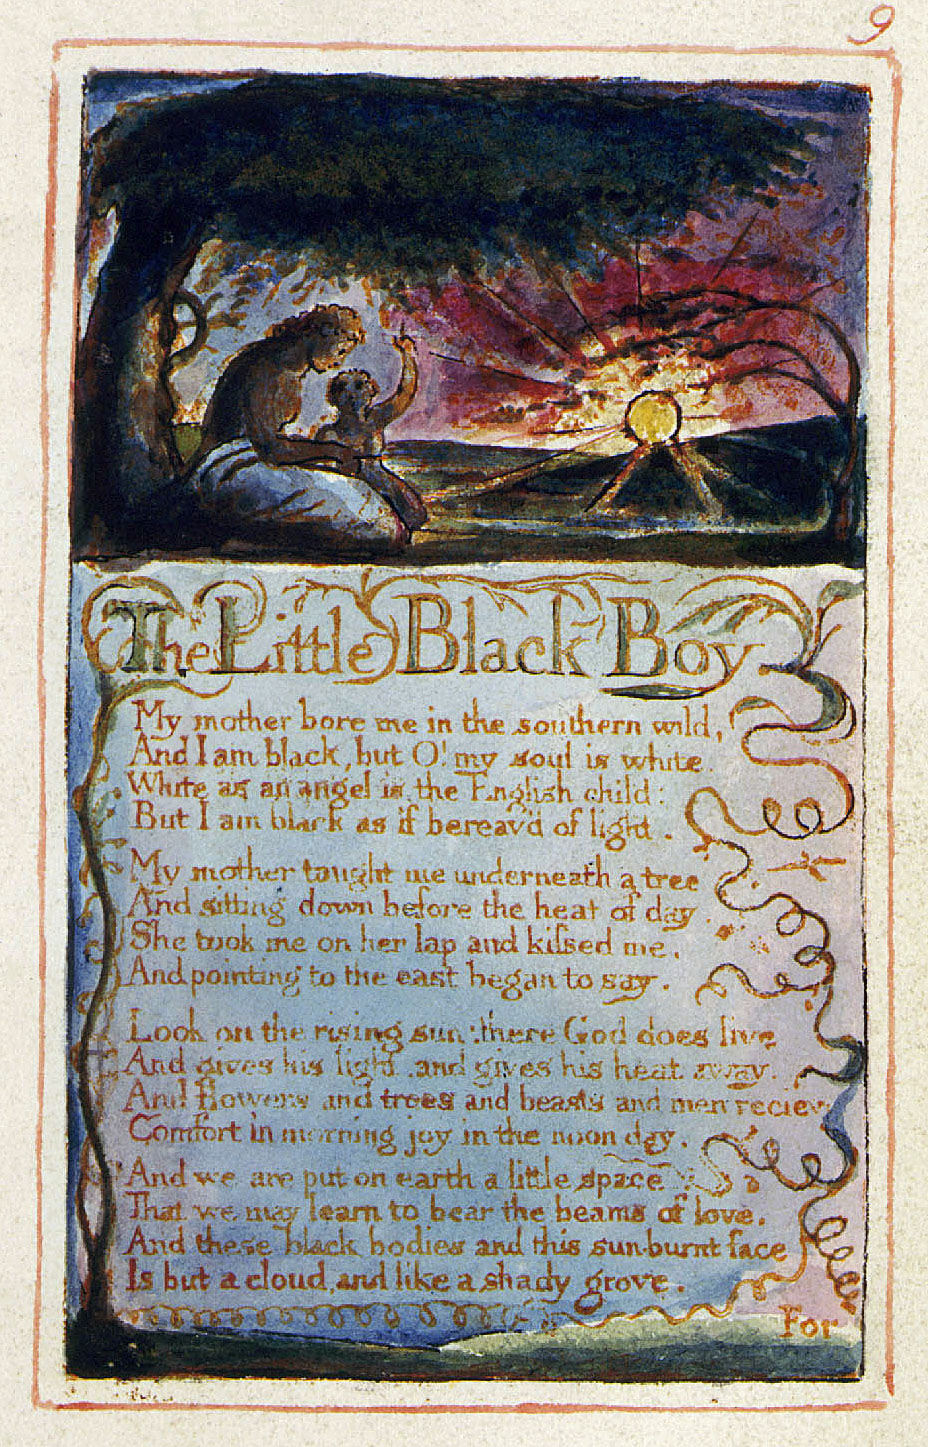 9
The Little Black Boy
My mother bore me in the southern wild,
And I am black, but O! my soul is white.
White as an angel is the English child:
But I am black as if bereav'd of light.
My mother taught me underneath a tree
And sitting down before the heat of day.
She took me on her lap and kiſsed me,
And pointing to the east began to say.
Look on the rising sun: there God does live
And gives his light, and gives his heat away.
And flowers and trees and beasts and men recieve
Comfort in morning joy in the noon day.
And we are put on earth a little space
That we may learn to bear the beams of love.
And these black bodies and this sun-burnt face
Is but a cloud, and like a shady grove.
For